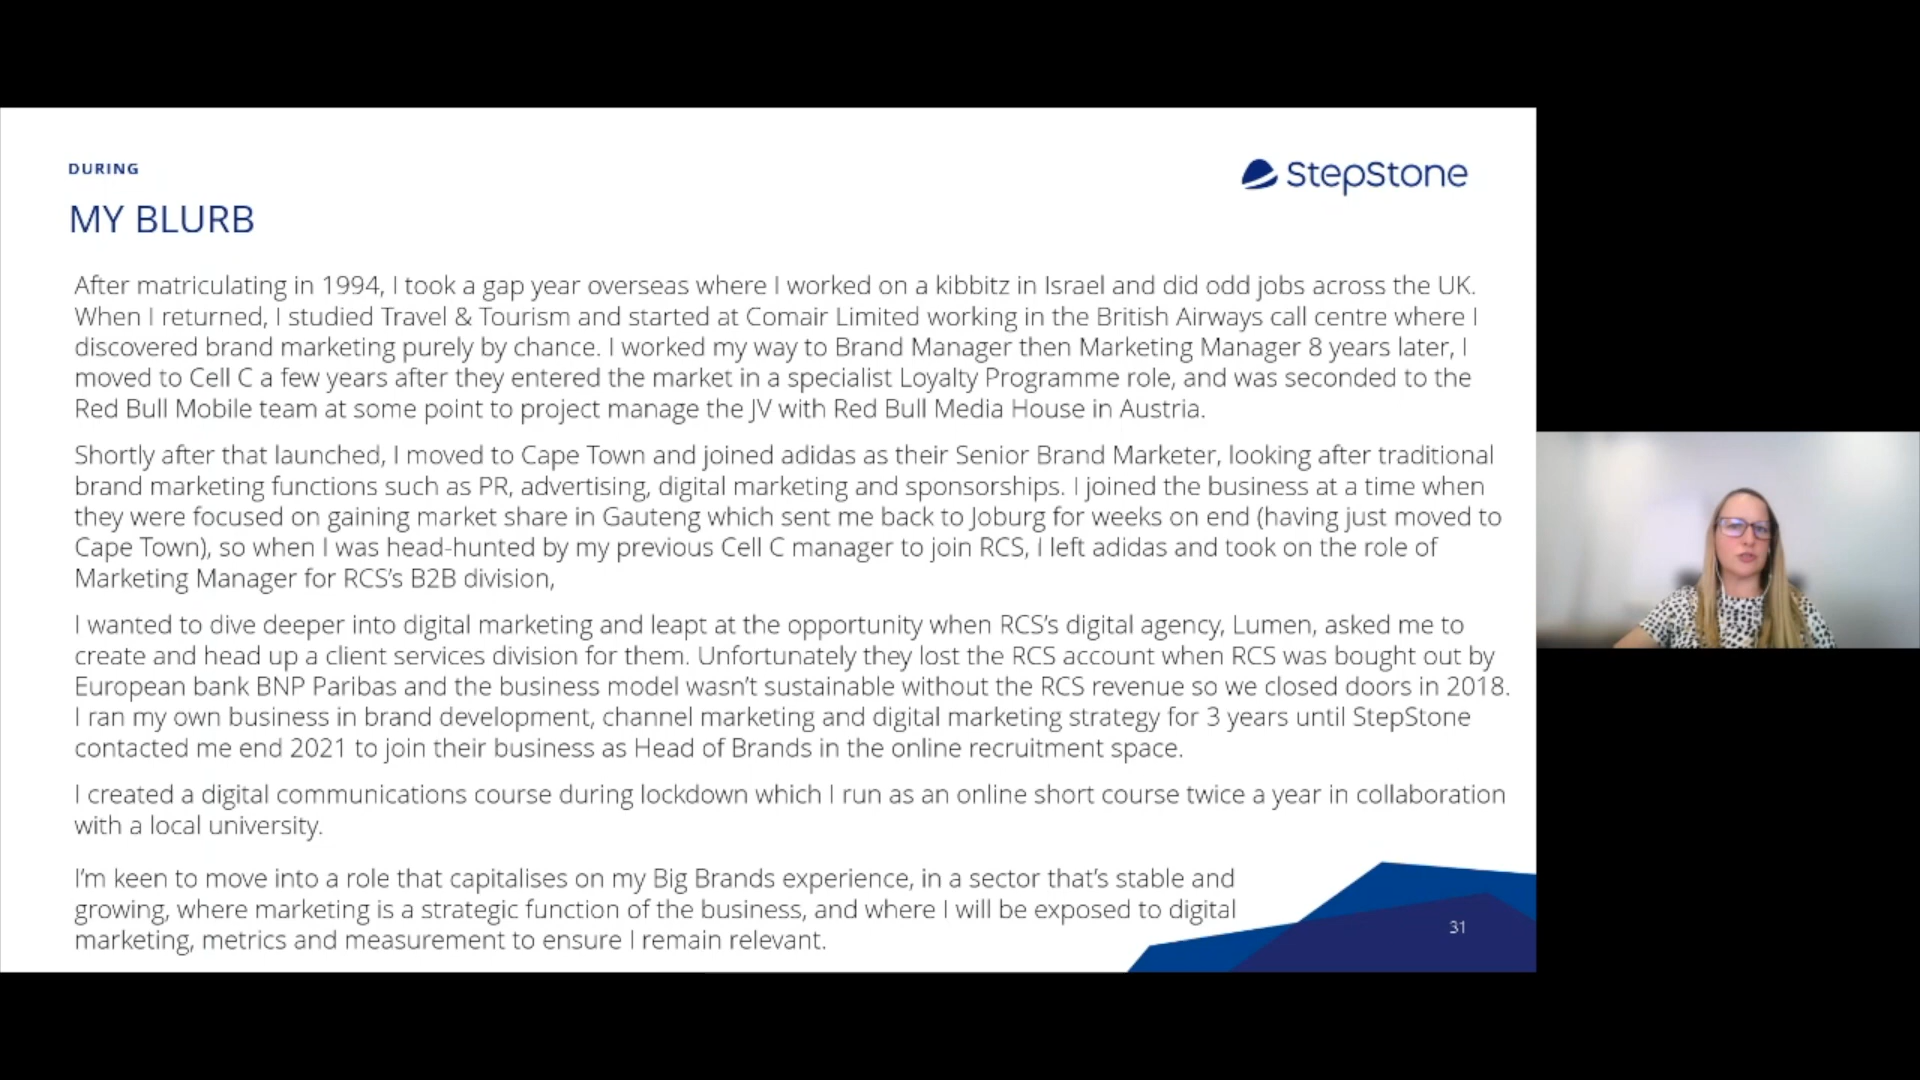 DURING
StepStone
MY BLURB
After matriculating in 1994, I took a gap year overseas where I worked on a kibbitz in Israel and did odd jobs across the UK.
When I returned, I studied Travel & Tourism and started at Comair Limited working in the British Airways call centre where I
discovered brand marketing purely by chance. I worked my way to Brand Manager then Marketing Manager 8 years later, I
moved to Cell C a few years after they entered the market in a specialist Loyalty Programme role, and was seconded to the
Red Bull Mobile team at some point to project manage the JV with Red Bull Media House in Austria.
Shortly after that launched, I moved to Cape Town and joined adidas as their Senior Brand Marketer, looking after traditional
brand marketing functions such as PR, advertising, digital marketing and sponsorships. I joined the business at a time when
they were focused on gaining market share in Gauteng which sent me back to Joburg for weeks on end (having just moved to
Cape Town), so when I was head-hunted by my previous Cell C manager to join RCS, I left adidas and took on the role of
Marketing Manager for RCS's B2B division,
I wanted to dive deeper into digital marketing and leapt at the opportunity when RCS's digital agency, Lumen, asked me to
create and head up a client services division for them. Unfortunately they lost the RCS account when RCS was bought out by
European bank BNP Paribas and the business model wasn't sustainable without the RCS revenue so we closed doors in 2018.
I ran my own business in brand development, channel marketing and digital marketing strategy for 3 years until StepStone
contacted me end 2021 to join their business as Head of Brands in the online recruitment space.
I created a digital communications course during lockdown which I run as an online short course twice a year in collaboration
with a local university.
I'm keen to move into a role that capitalises on my Big Brands experience, in a sector that's stable and
growing, where marketing is a strategic function of the business, and where I will be exposed to digital
marketing, metrics and measurement to ensure I remain relevant.
31